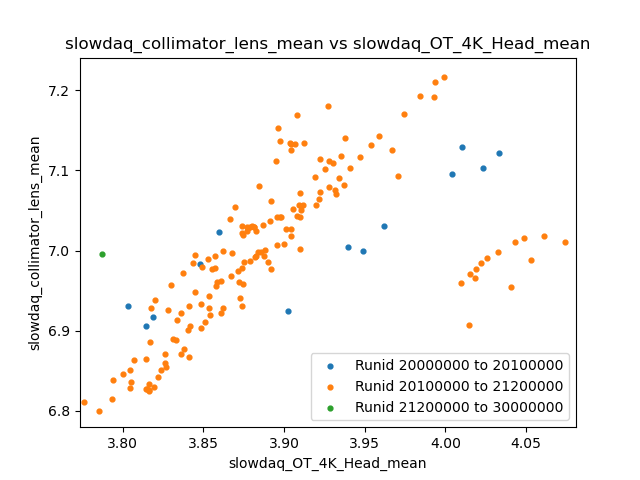 slowdaq_collimator_lens_mean vs slowdaq_OT_4K_Head_mean
7.2
7.1
7.0
6.9
6.8
slowdaq_collimator_lens_mean
Runid 20000000 to 20100000
Runid 20100000 to 21200000
Runid 21200000 to 30000000
3.80 3.85 3.90 3.95 4.00 4.05
slowdaq_OT_4K_Head_mean